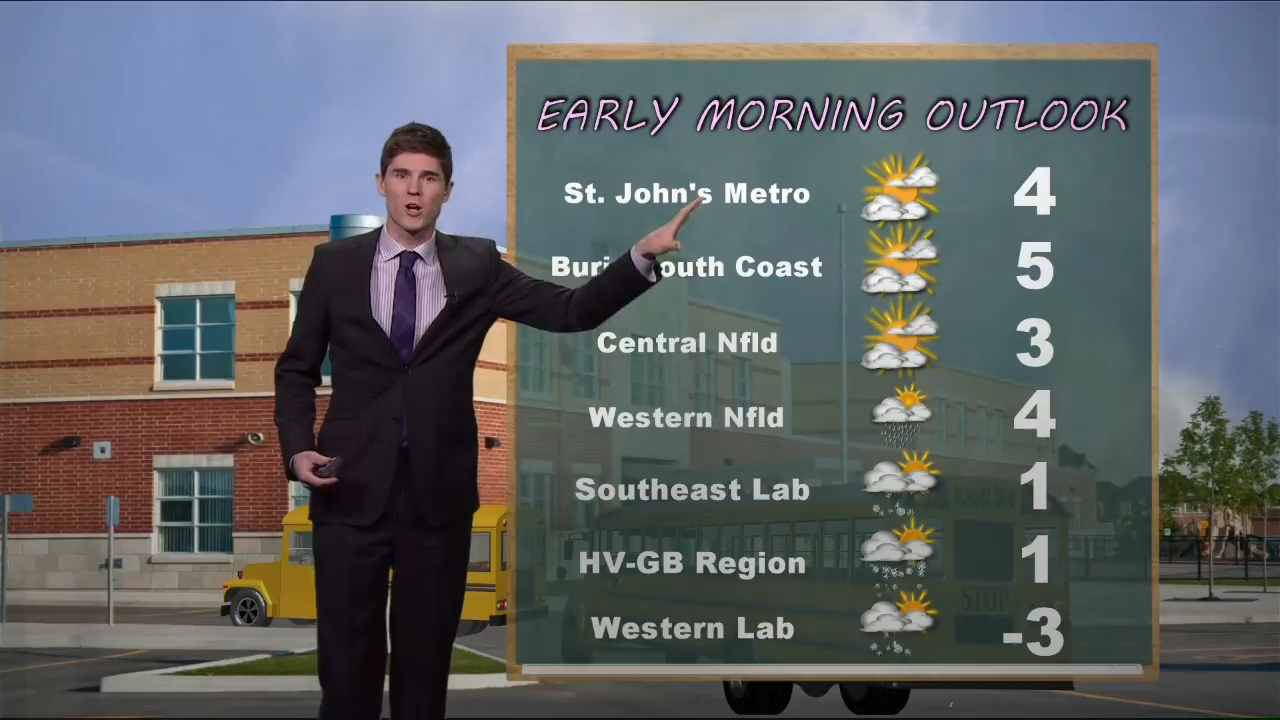 EARLY MORNING OUTLOOK
St. John's Metro 4
outh Coast 5
Central Nfld 3
Western Nfld 4
Southeast Lab 1
HV-GB Region 1
Western Lab -3
STOP